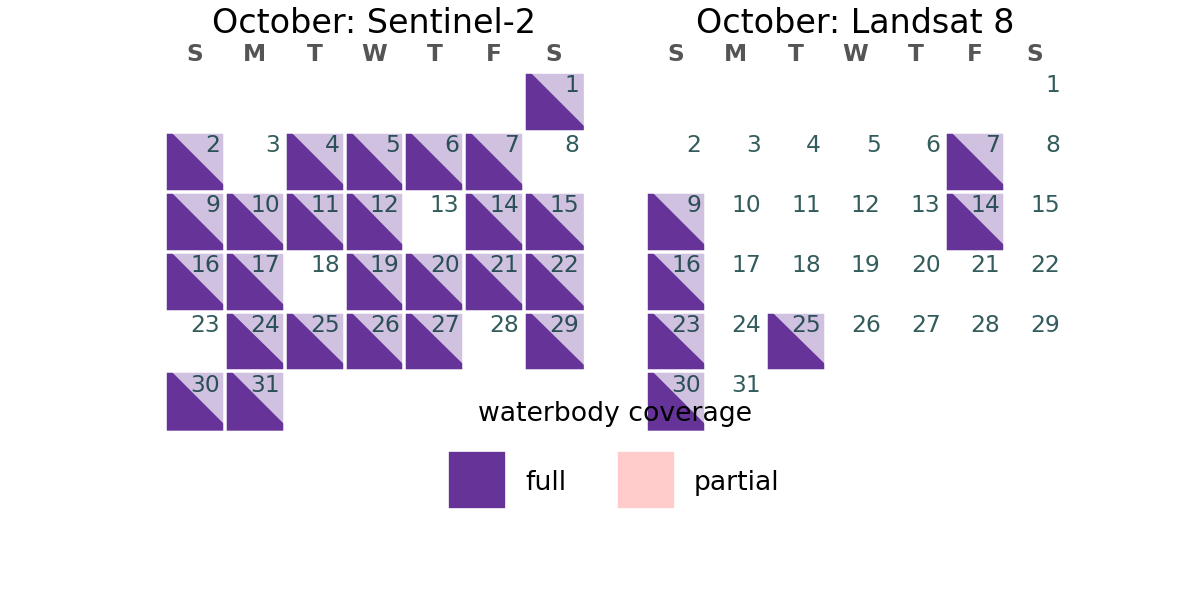 October: Sentinel-2
S M T W T F S
1
2 3 4 5 6 7 8
9 10 11 12 13 14 15
16 17 18 19 20 21 22
23 24 25 26 27 28 29
30 31
October: Landsat 8
S M T W T F S
1
2 3 4 5 6 7 8
9 10 11 12 13 14 15
16 17 18 19 20 21 22
23 24 25 26 27 28 29
30 31
waterbody coverage
full partial